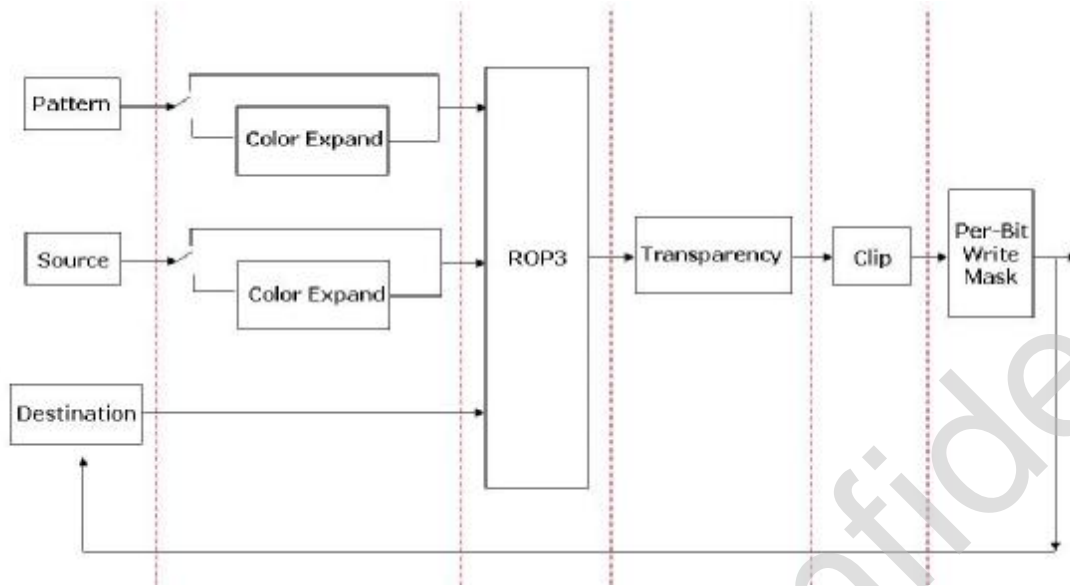 Pattern
Color Expand
Source
Color Expand
Destination
ROP3
Transparency
Clip
Per-Bit
Write
Mask